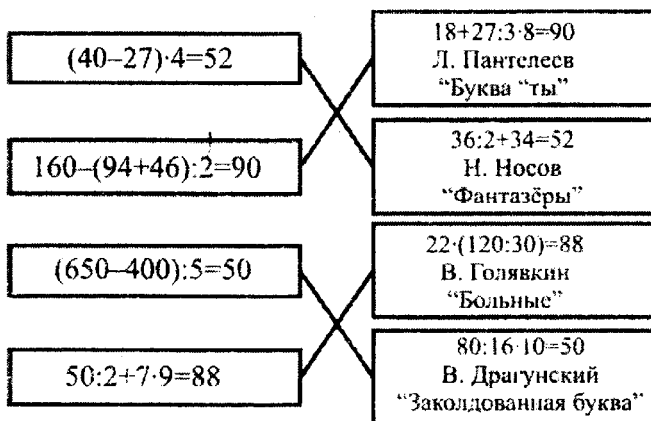 (40–27)·4=52
160–(94+46):2=90
(650–400):5=50
50:2+7·9=88
18+27:3·8=90
Л. Пантелеев
“Буква “ты”
36:2+34=52
Н. Носов
“Фантазёры”
22·(120:30)=88
В. Голявкин
“Больные”
80:16·10=50
В. Драгунский
“Заколдованная буква”